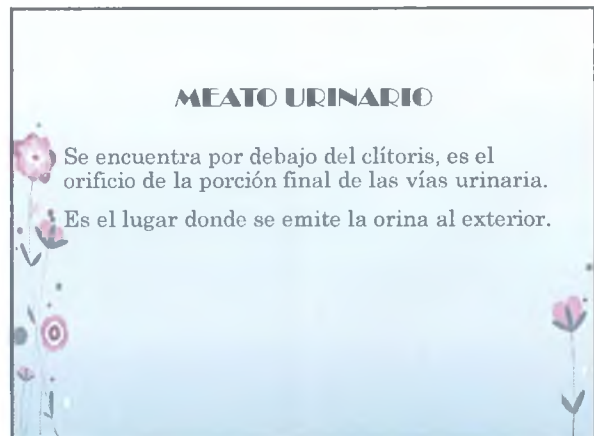 MEATO URINARIO
Se encuentra por debajo del clítoris, es el
orificio de la porción final de las vías urinaria.
Es el lugar donde se emite la orina al exterior.